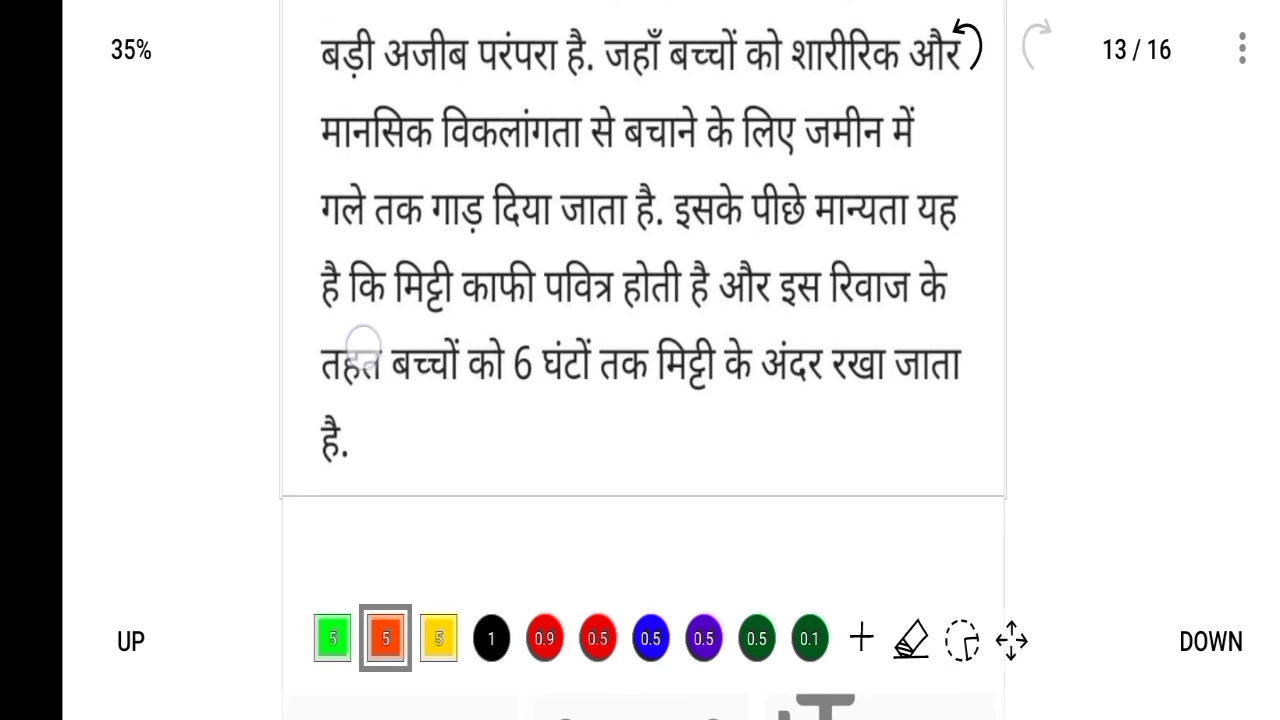 35%
13 / 16
बड़ी अजीब परंपरा है. जहाँ बच्चों को शारीरिक और
मानसिक विकलांगता से बचाने के लिए जमीन में
गले तक गाड़ दिया जाता है. इसके पीछे मान्यता यह
है कि मिट्टी काफी पवित्र होती है और इस रिवाज के
तहत बच्चों को 6 घंटों तक मिट्टी के अंदर रखा जाता
है.
UP
5 5 5 1 0.9 0.5 0.5 0.5 0.5 0.1
DOWN